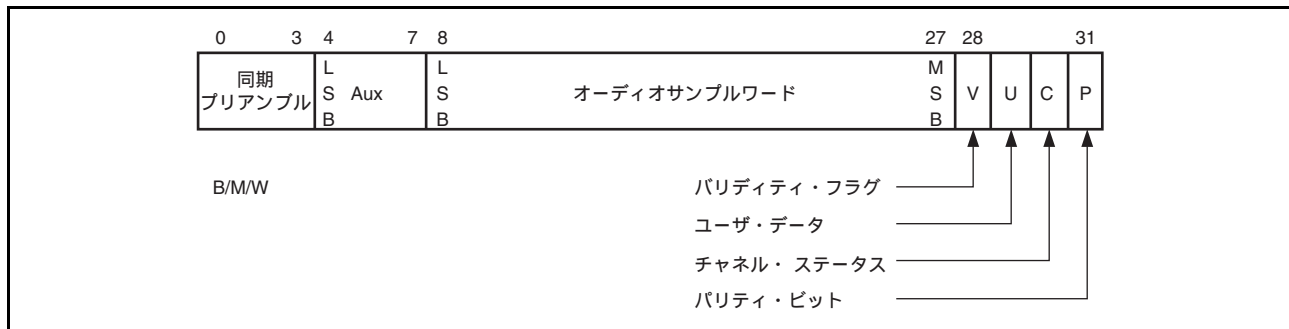 0 3 4 7 8 27 28 31
同期
プリアンブル
LSB
Aux
LSB
オーディオサンプルワード
MSB
V
U
C
P
B/M/W
バリディティ・フラグ
ユーザ・データ
チャネル・ ステータス
パリティ・ビット